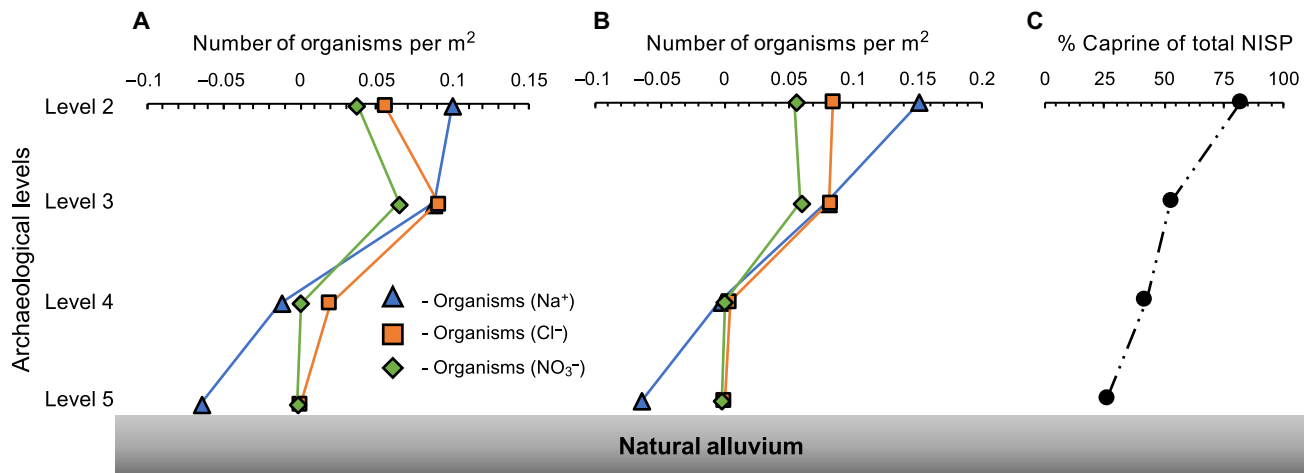 A
B
C
Number of organisms per m²
Number of organisms per m²
% Caprine of total NISP
−0.1 −0.05 0 0.05 0.1 0.15
−0.1 −0.05 0 0.05 0.1 0.15 0.2
0 25 50 75 100
Archaeological levels
Level 2
Level 3
Level 4
Level 5
- Organisms (Na⁺)
- Organisms (Cl⁻)
- Organisms (NO₃⁻)
Natural alluvium